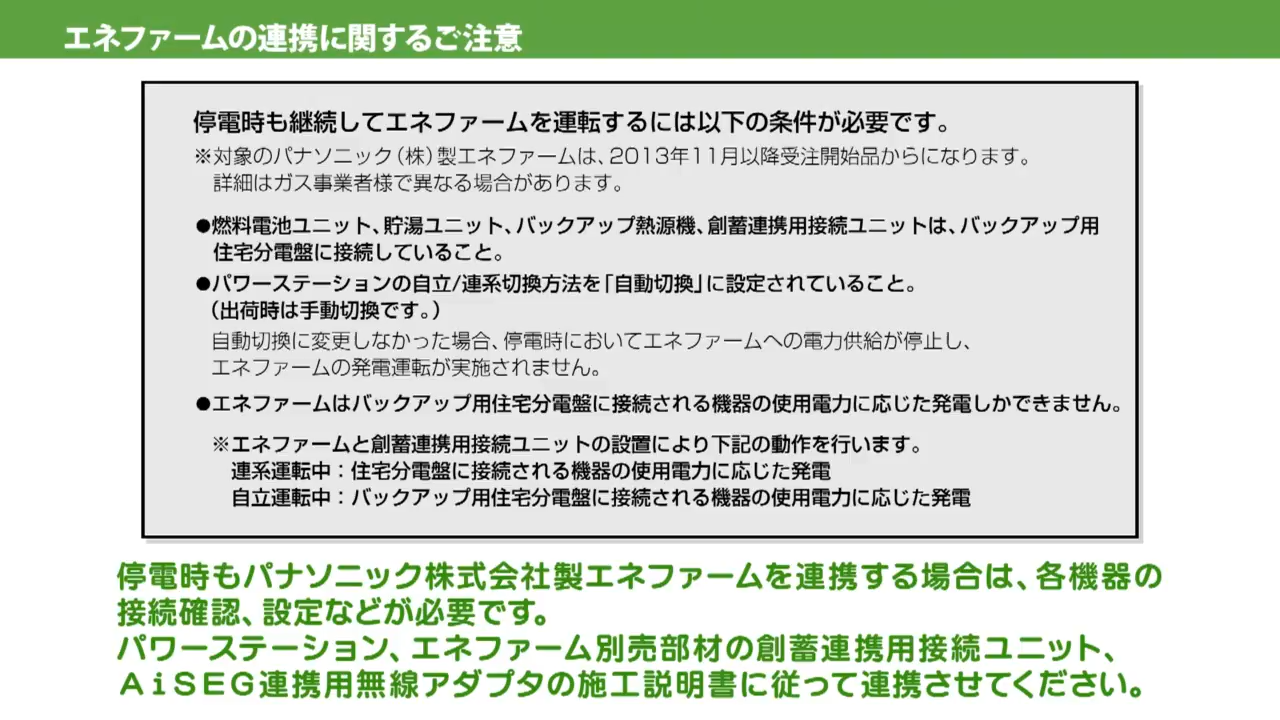 エネファームの連携に関するご注意
停電時も継続してエネファームを運転するには以下の条件が必要です。
※対象のパナソニック（株）製エネファームは、2013年11月以降受注開始品からになります。
詳細はガス事業者様で異なる場合があります。
●燃料電池ユニット、貯湯ユニット、バックアップ熱源機、創蓄連携用接続ユニットは、バックアップ用
住宅分電盤に接続していること。
●パワーステーションの自立/連系切換方法を「自動切換」に設定されていること。
（出荷時は手動切換です。）
自動切換に変更しなかった場合、停電時においてエネファームへの電力供給が停止し、
エネファームの発電運転が実施されません。
●エネファームはバックアップ用住宅分電盤に接続される機器の使用電力に応じた発電しかできません。
※エネファームと創蓄連携用接続ユニットの設置により下記の動作を行います。
連系運転中：住宅分電盤に接続される機器の使用電力に応じた発電
自立運転中：バックアップ用住宅分電盤に接続される機器の使用電力に応じた発電
停電時もパナソニック株式会社製エネファームを連携する場合は、各機器の
接続確認、設定などが必要です。
パワーステーション、エネファーム別売部材の創蓄連携用接続ユニット、
AiSEG連携用無線アダプタの施工説明書に従って連携させてください。